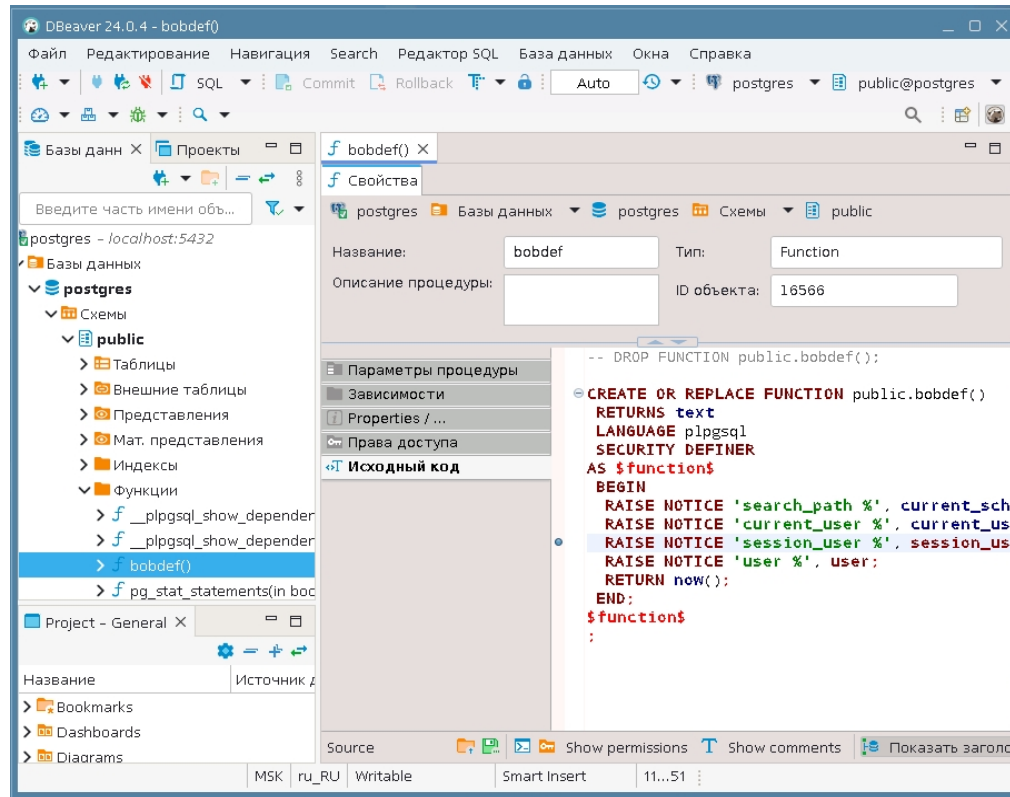 DBeaver 24.0.4 - bobdef()
Файл Редактирование Навигация Search Редактор SQL База данных Окна Справка
SQL Commit Rollback Auto postgres public@postgres
Базы данн Проекты
Введите часть имени объ...
postgres - localhost:5432
Базы данных
postgres
Схемы
public
Таблицы
Внешние таблицы
Представления
Мат. представления
Индексы
Функции
__plpgsql_show_dependen
__plpgsql_show_dependen
bobdef()
pg_stat_statements(in boo
Project - General
Название Источник д
Bookmarks
Dashboards
Diagrams
bobdef()
Свойства
postgres Базы данных postgres Схемы public
Название: bobdef Тип: Function
Описание процедуры: ID объекта: 16566
Параметры процедуры
Зависимости
Properties / ...
Права доступа
Исходный код
-- DROP FUNCTION public.bobdef();
CREATE OR REPLACE FUNCTION public.bobdef()
RETURNS text
LANGUAGE plpgsql
SECURITY DEFINER
AS $function$
BEGIN
RAISE NOTICE 'search_path %', current_sch
RAISE NOTICE 'current_user %', current_us
RAISE NOTICE 'session_user %', session_us
RAISE NOTICE 'user %', user;
RETURN now();
END;
$function$
;
Source Show permissions Show comments Показать заголо
MSK ru_RU Writable Smart Insert 11...51